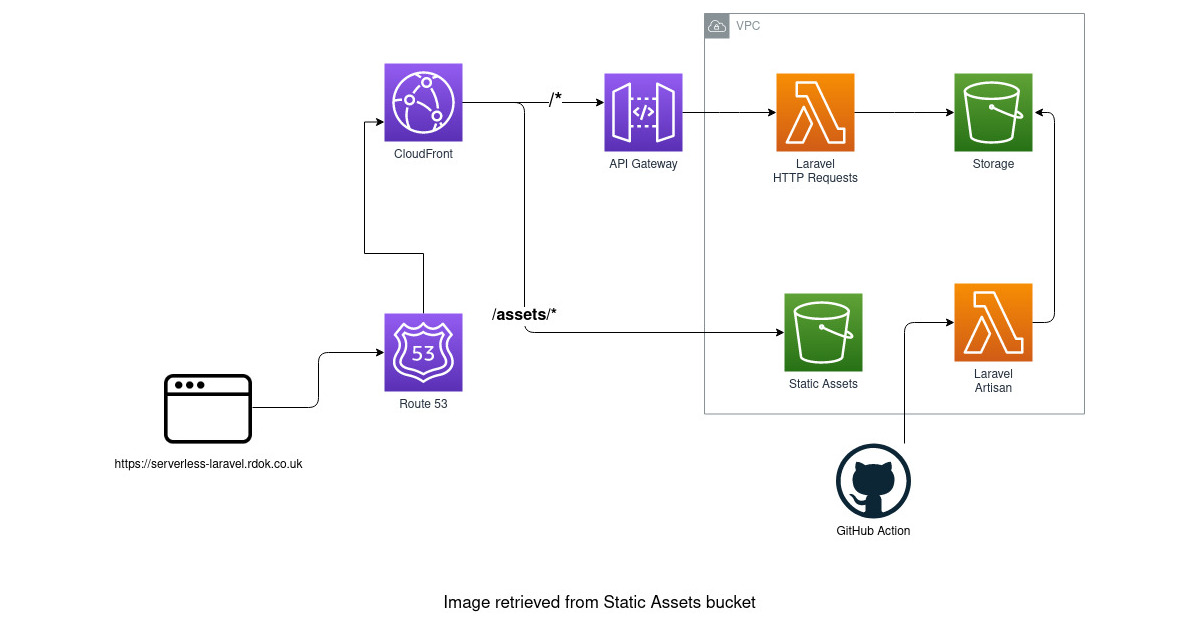 VPC
/*
CloudFront
API Gateway
Laravel
HTTP Requests
Storage
/assets/*
53
Route 53
Static Assets
Laravel
Artisan
https://serverless-laravel.rdok.co.uk
GitHub Action
Image retrieved from Static Assets bucket